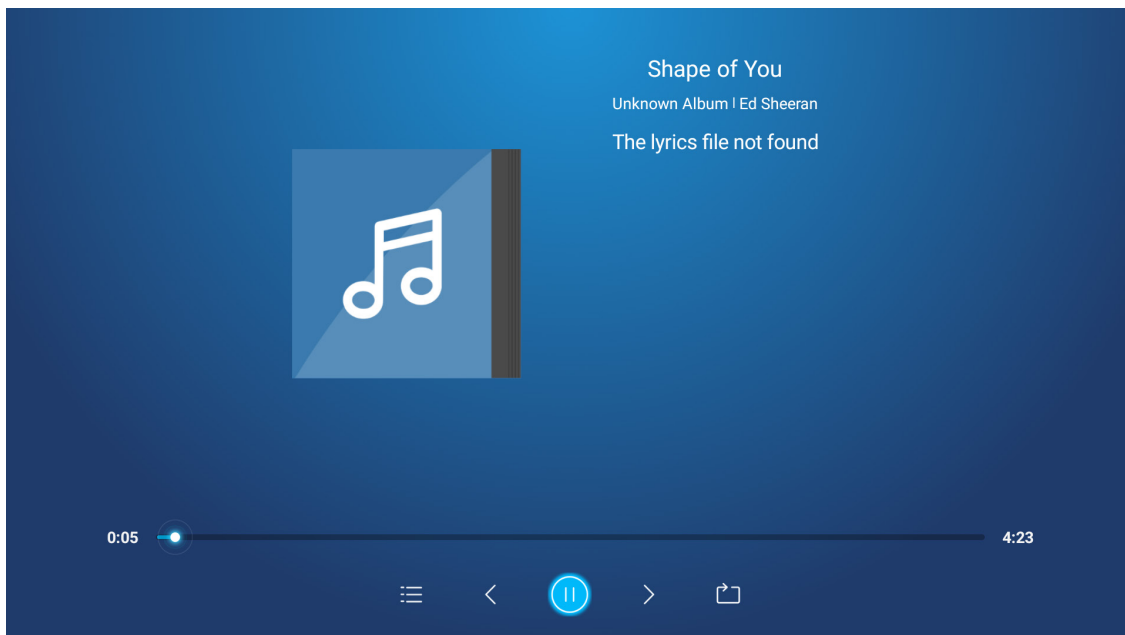 Shape of You
Unknown Album | Ed Sheeran
The lyrics file not found
0:05
4:23